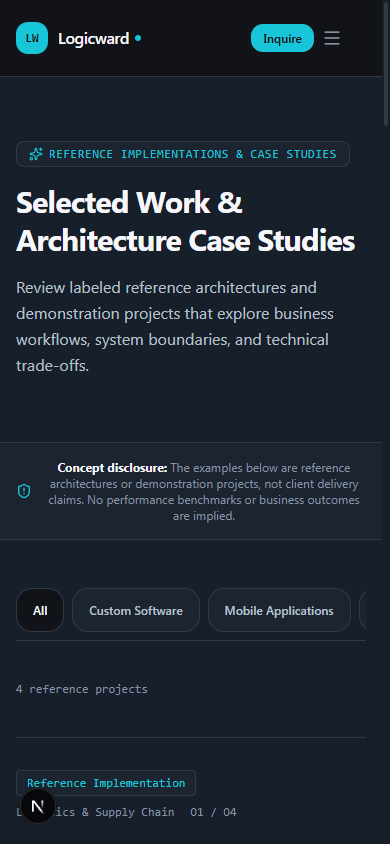 LW Logicward Inquire
REFERENCE IMPLEMENTATIONS & CASE STUDIES
Selected Work &
Architecture Case Studies
Review labeled reference architectures and
demonstration projects that explore business
workflows, system boundaries, and technical
trade-offs.
Concept disclosure: The examples below are reference
architectures or demonstration projects, not client delivery
claims. No performance benchmarks or business outcomes
are implied.
All Custom Software Mobile Applications
4 reference projects
Reference Implementation
N
& Supply Chain 01 / 04